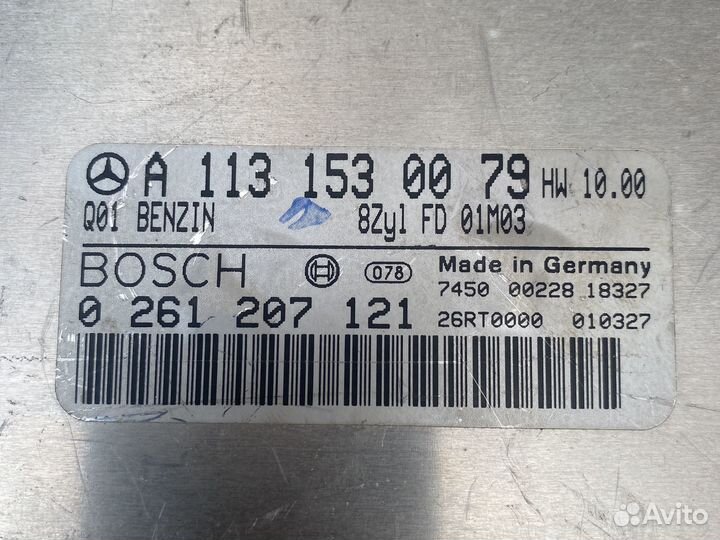 A 113 153 00 79 HW 10.00
Q01 BENZIN 8Zyl FD 01M03
BOSCH 078 Made in Germany
7450 00228 18327
0 261 207 121 26RT0000 010327
Avito